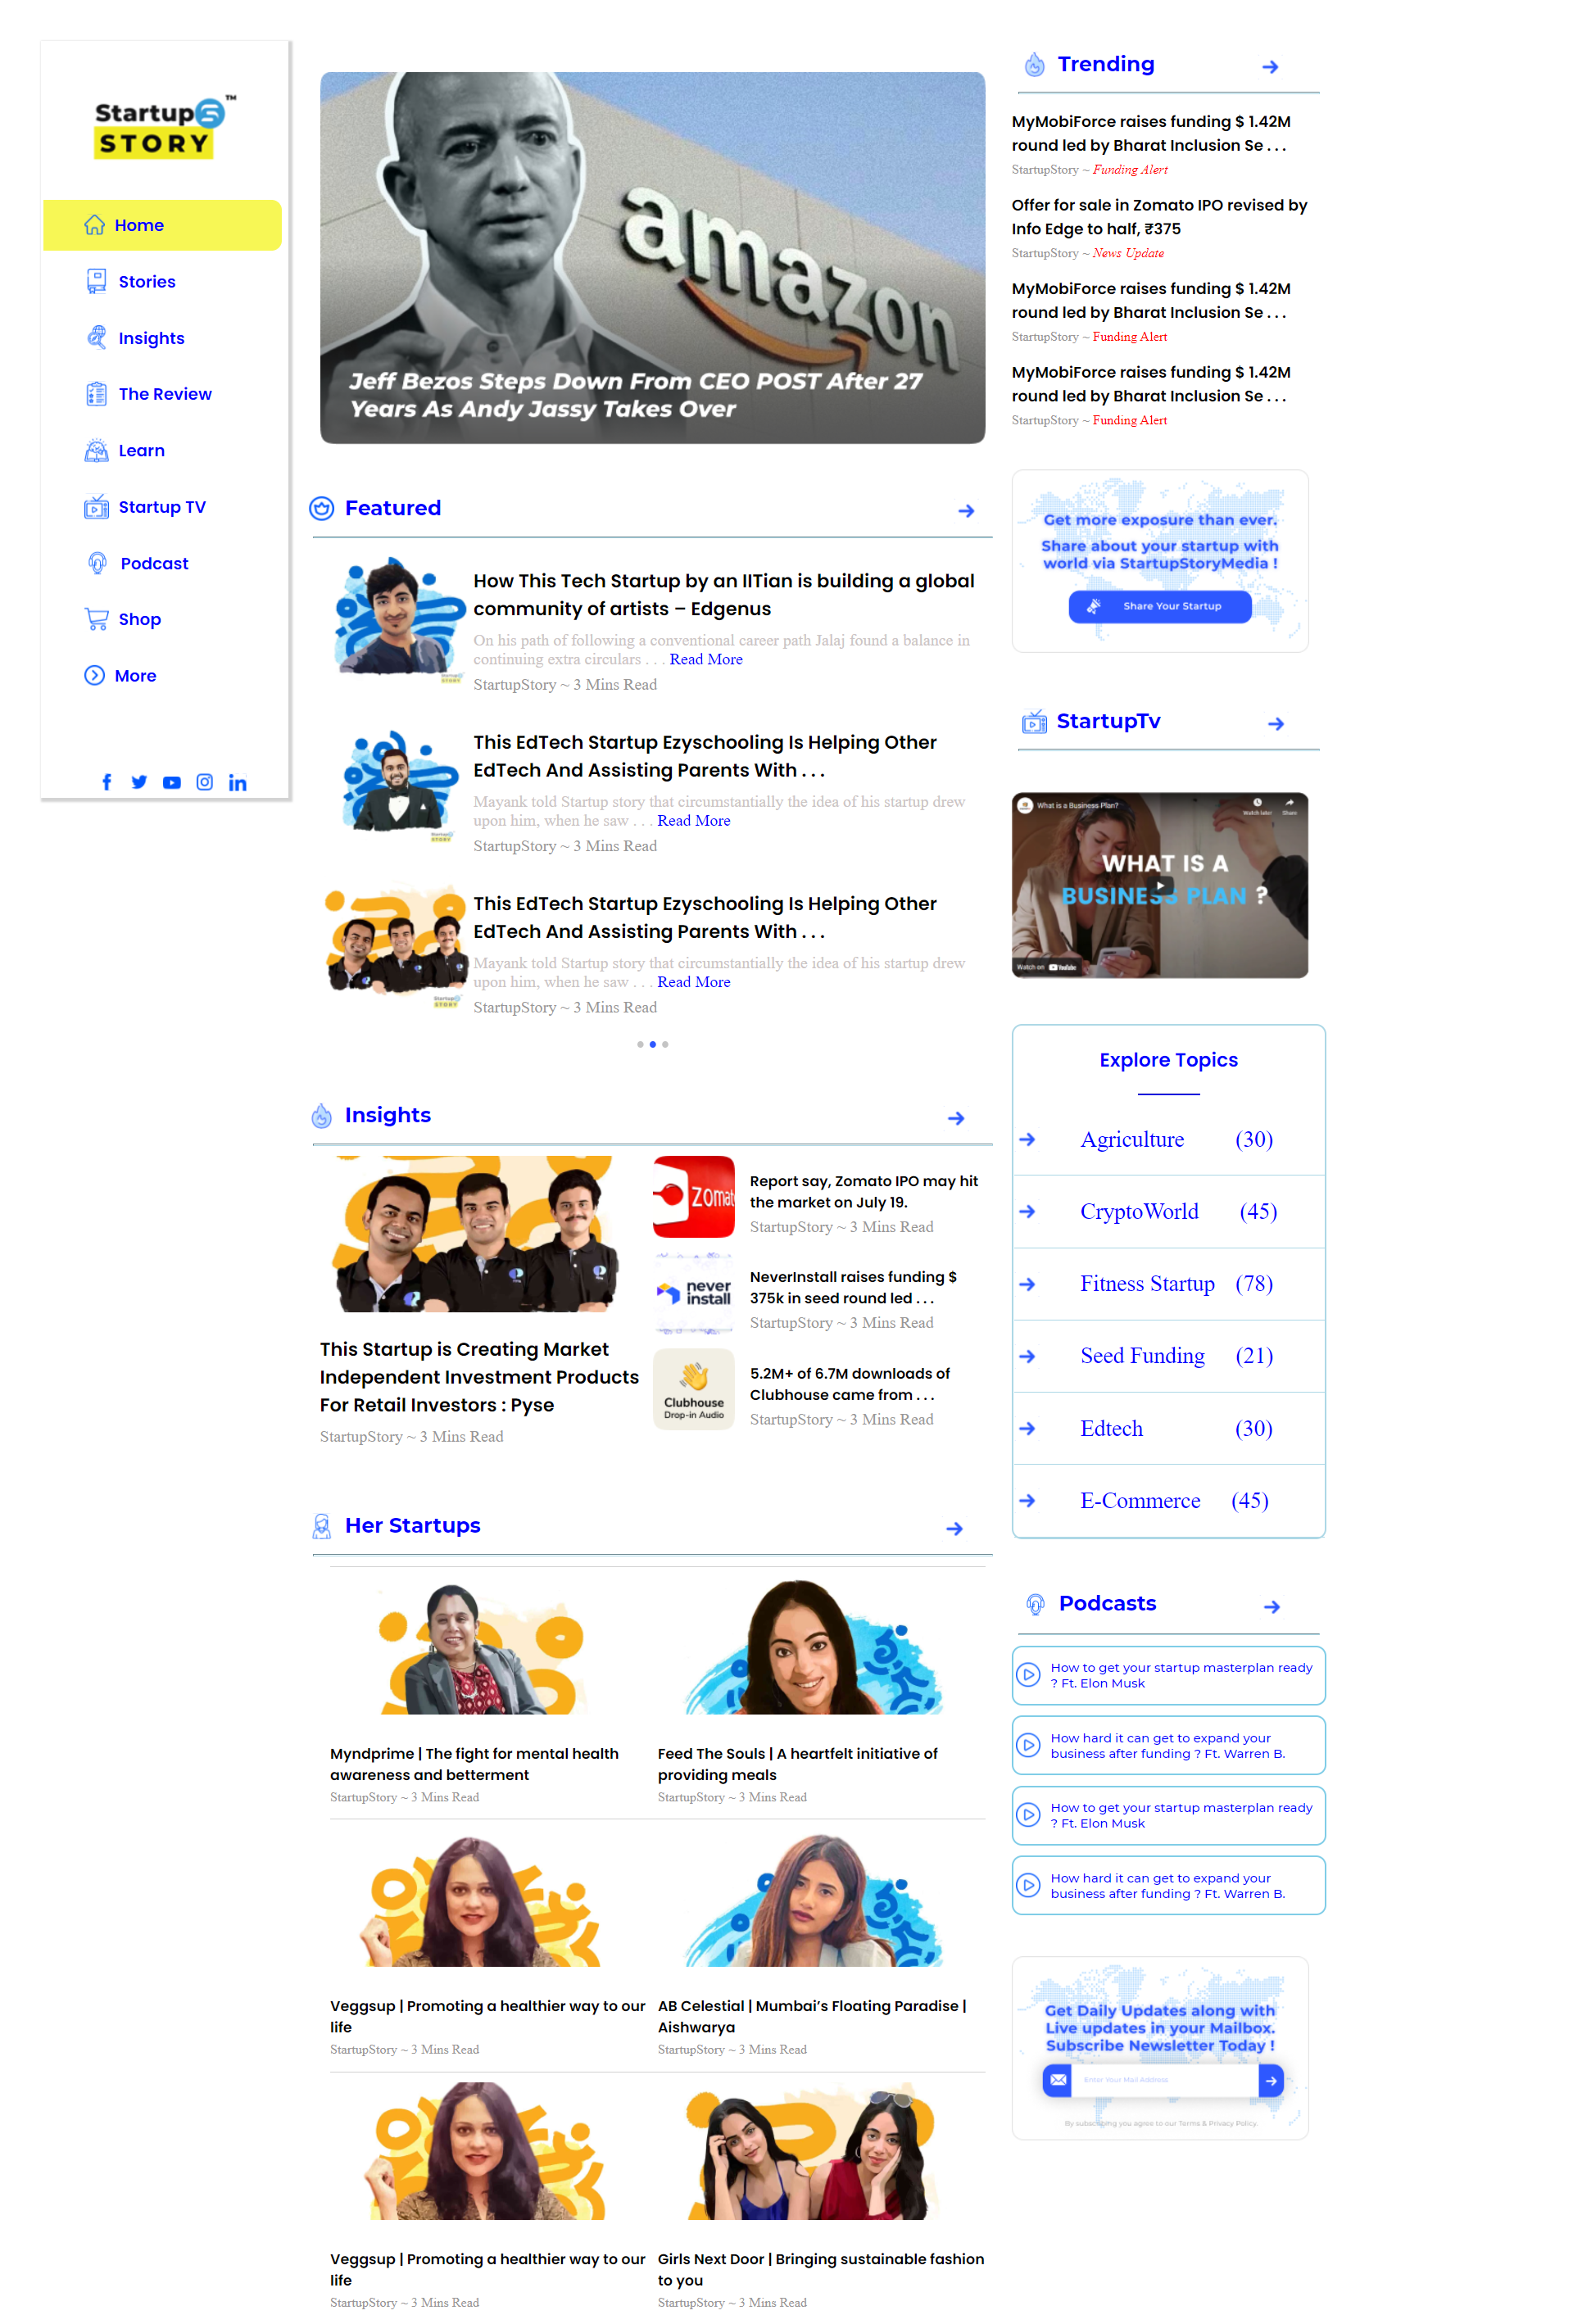 Startup S ™
STORY
Home
Stories
Insights
The Review
Learn
Startup TV
Podcast
Shop
More
amazon
Jeff Bezos Steps Down From CEO POST After 27
Years As Andy Jassy Takes Over
Featured
How This Tech Startup by an IITian is building a global
community of artists – Edgenus
On his path of following a conventional career path Jalaj found a balance in
continuing extra circulars . . . Read More
StartupStory ~ 3 Mins Read
This EdTech Startup Ezyschooling Is Helping Other
EdTech And Assisting Parents With . . .
Mayank told Startup story that circumstantially the idea of his startup drew
upon him, when he saw . . . Read More
StartupStory ~ 3 Mins Read
This EdTech Startup Ezyschooling Is Helping Other
EdTech And Assisting Parents With . . .
Mayank told Startup story that circumstantially the idea of his startup drew
upon him, when he saw . . . Read More
StartupStory ~ 3 Mins Read
Startup
STORY
Insights
This Startup is Creating Market
Independent Investment Products
For Retail Investors : Pyse
StartupStory ~ 3 Mins Read
zomat
Report say, Zomato IPO may hit
the market on July 19.
StartupStory ~ 3 Mins Read
never
install
NeverInstall raises funding $
375k in seed round led . . .
StartupStory ~ 3 Mins Read
Clubhouse
Drop-in Audio
5.2M+ of 6.7M downloads of
Clubhouse came from . . .
StartupStory ~ 3 Mins Read
Her Startups
Myndprime | The fight for mental health
awareness and betterment
StartupStory ~ 3 Mins Read
Feed The Souls | A heartfelt initiative of
providing meals
StartupStory ~ 3 Mins Read
Veggsup | Promoting a healthier way to our
life
StartupStory ~ 3 Mins Read
AB Celestial | Mumbai’s Floating Paradise |
Aishwarya
StartupStory ~ 3 Mins Read
Veggsup | Promoting a healthier way to our
life
StartupStory ~ 3 Mins Read
Girls Next Door | Bringing sustainable fashion
to you
StartupStory ~ 3 Mins Read
Trending
MyMobiForce raises funding $ 1.42M
round led by Bharat Inclusion Se . . .
StartupStory ~ Funding Alert
Offer for sale in Zomato IPO revised by
Info Edge to half, ₹375
StartupStory ~ News Update
MyMobiForce raises funding $ 1.42M
round led by Bharat Inclusion Se . . .
StartupStory ~ Funding Alert
MyMobiForce raises funding $ 1.42M
round led by Bharat Inclusion Se . . .
StartupStory ~ Funding Alert
Get more exposure than ever.
Share about your startup with
world via StartupStoryMedia !
Share Your Startup
StartupTv
What is a Business Plan?
Watch later Share
WHAT IS A
BUSINESS PLAN ?
Watch on YouTube
Explore Topics
Agriculture (30)
CryptoWorld (45)
Fitness Startup (78)
Seed Funding (21)
Edtech (30)
E-Commerce (45)
Podcasts
How to get your startup masterplan ready
? Ft. Elon Musk
How hard it can get to expand your
business after funding ? Ft. Warren B.
How to get your startup masterplan ready
? Ft. Elon Musk
How hard it can get to expand your
business after funding ? Ft. Warren B.
Get Daily Updates along with
Live updates in your Mailbox.
Subscribe Newsletter Today !
Enter Your Mail Address
By subscribing you agree to our Terms & Privacy Policy.